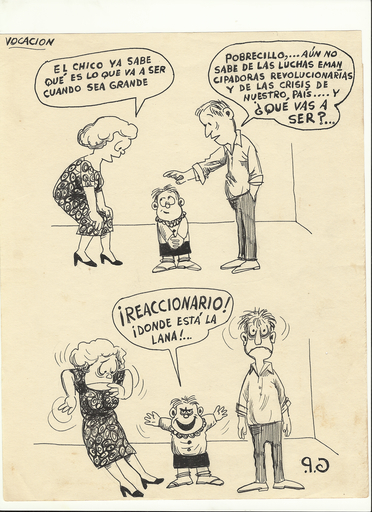 VOCACION
EL CHICO YA SABE
QUÉ ES LO QUE VA A SER
CUANDO SEA GRANDE
POBRECILLO,.... AÚN NO
SABE DE LAS LUCHAS EMAN
CIPADORAS REVOLUCIONARIAS
Y DE LAS CRISIS DE
NUESTRO, PAIS.... Y
¿QUE VAS A
SER?...
¡REACCIONARIO!
¡DONDE ESTÁ LA
LANA!...
G.P.